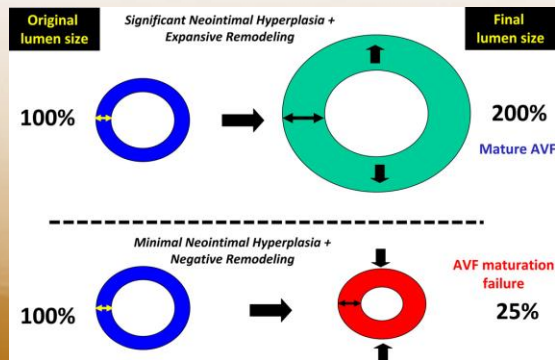 Original
lumen size
Significant Neointimal Hyperplasia +
Expansive Remodeling
Final
lumen size
100%
200%
Mature AVF
Minimal Neointimal Hyperplasia +
Negative Remodeling
AVF maturation
failure
100%
25%